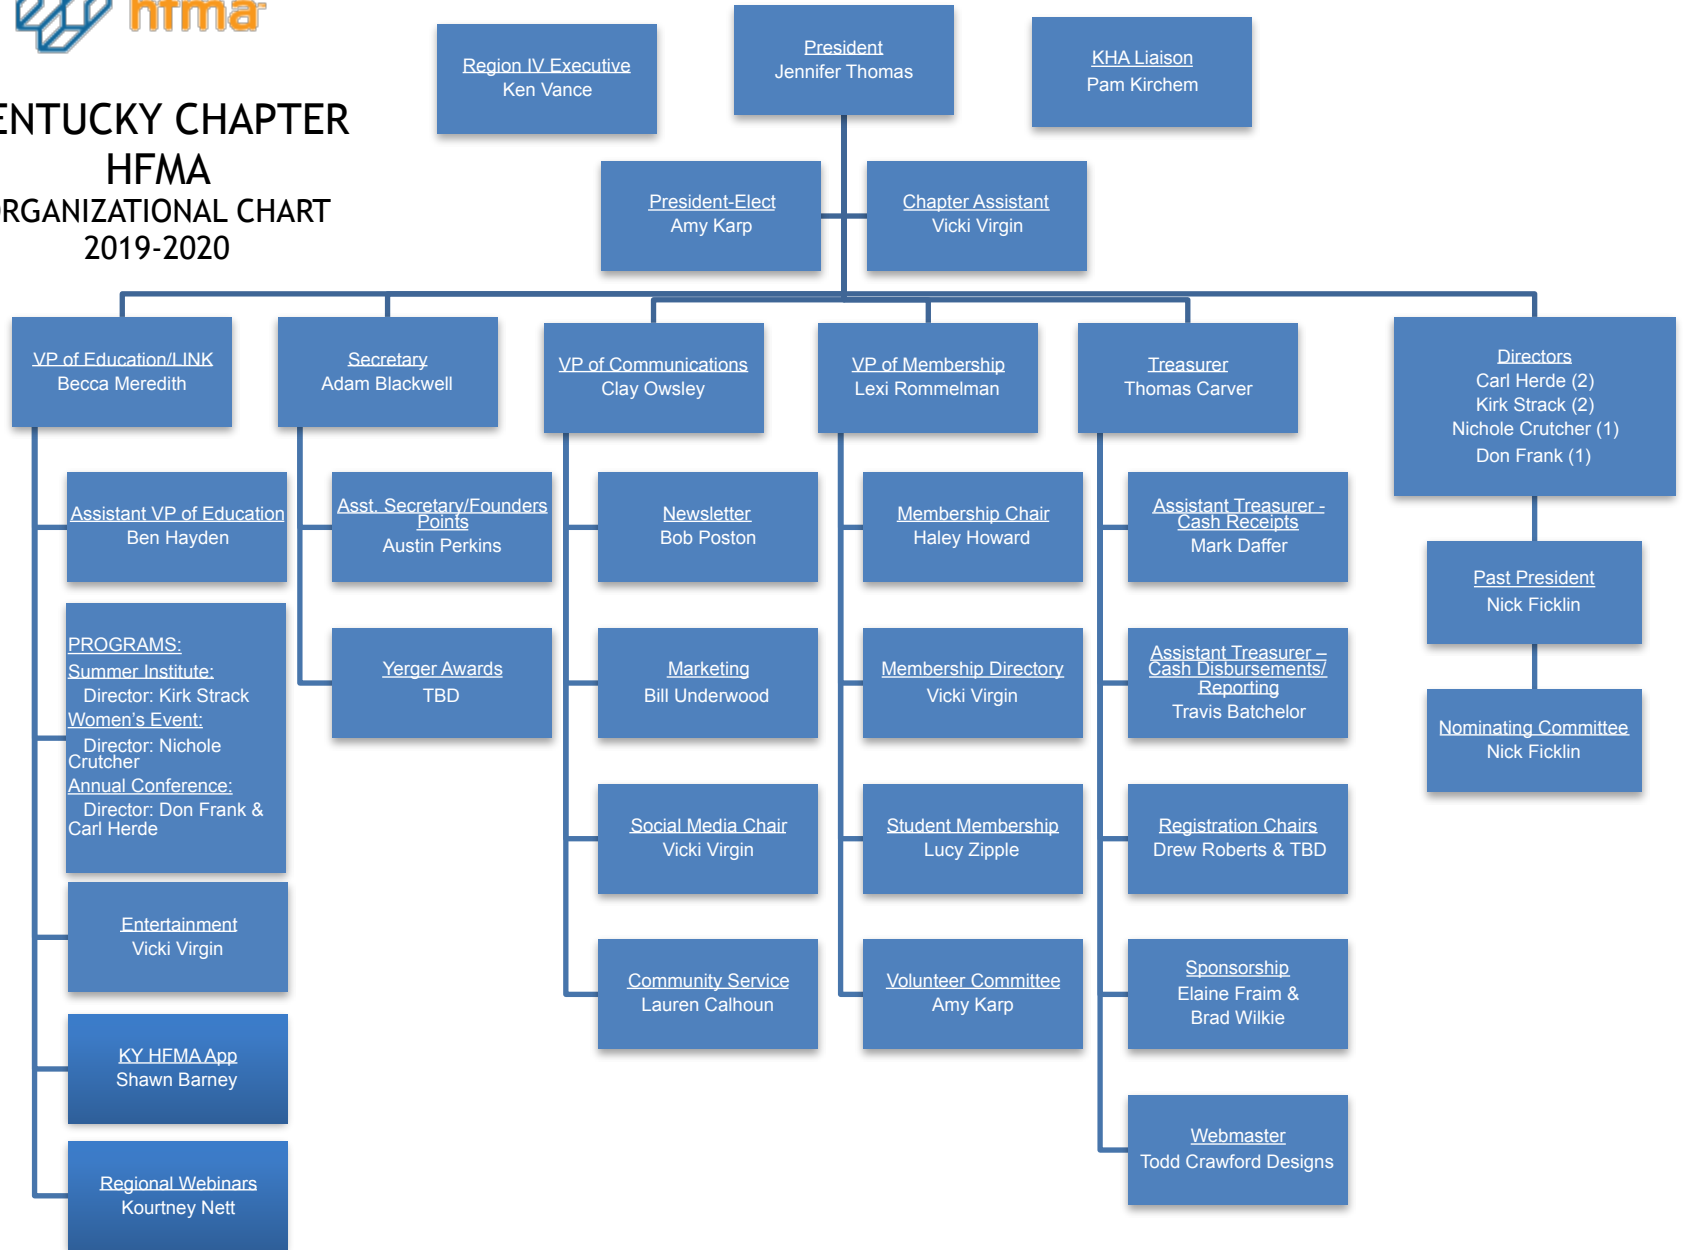 hfma
ENTUCKY CHAPTER
HFMA
ORGANIZATIONAL CHART
2019-2020
Region IV Executive
Ken Vance
President
Jennifer Thomas
KHA Liaison
Pam Kirchem
President-Elect
Amy Karp
Chapter Assistant
Vicki Virgin
VP of Education/LINK
Becca Meredith
Secretary
Adam Blackwell
VP of Communications
Clay Owsley
VP of Membership
Lexi Rommelman
Treasurer
Thomas Carver
Directors
Carl Herde (2)
Kirk Strack (2)
Nichole Crutcher (1)
Don Frank (1)
Assistant VP of Education
Ben Hayden
PROGRAMS:
Summer Institute:
Director: Kirk Strack
Women’s Event:
Director: Nichole
Crutcher
Annual Conference:
Director: Don Frank &
Carl Herde
Entertainment
Vicki Virgin
KY HFMA App
Shawn Barney
Regional Webinars
Kourtney Nett
Asst. Secretary/Founders
Points
Austin Perkins
Yerger Awards
TBD
Newsletter
Bob Poston
Marketing
Bill Underwood
Social Media Chair
Vicki Virgin
Community Service
Lauren Calhoun
Membership Chair
Haley Howard
Membership Directory
Vicki Virgin
Student Membership
Lucy Zipple
Volunteer Committee
Amy Karp
Assistant Treasurer -
Cash Receipts
Mark Daffer
Assistant Treasurer –
Cash Disbursements/
Reporting
Travis Batchelor
Registration Chairs
Drew Roberts & TBD
Sponsorship
Elaine Fraim &
Brad Wilkie
Webmaster
Todd Crawford Designs
Past President
Nick Ficklin
Nominating Committee
Nick Ficklin